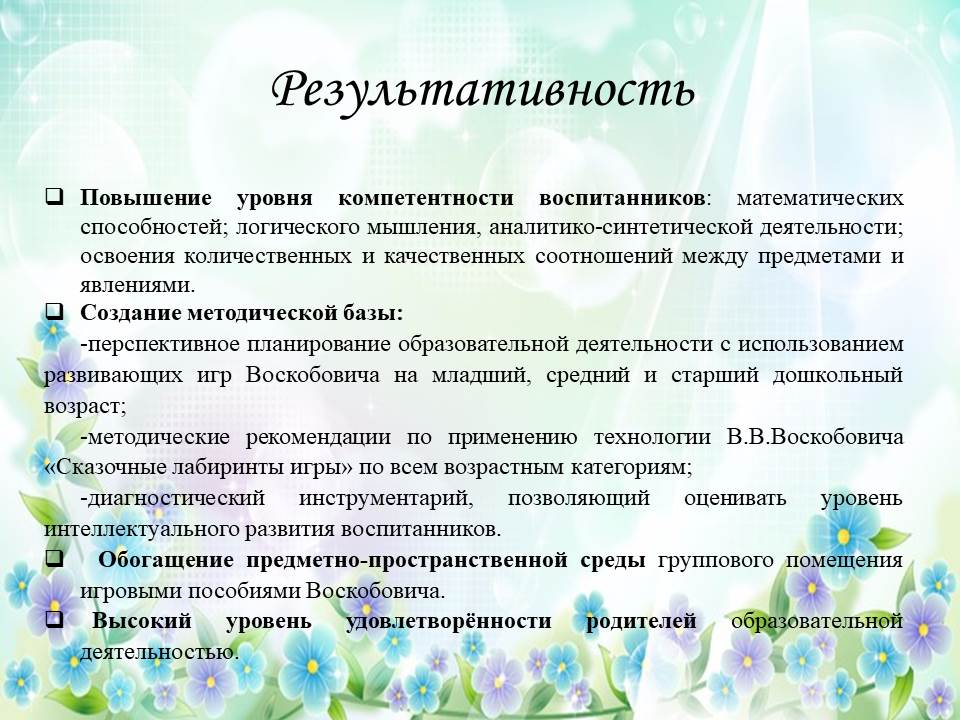 Результативность
❑ Повышение уровня компетентности воспитанников: математических
способностей; логического мышления, аналитико-синтетической деятельности;
освоения количественных и качественных соотношений между предметами и
явлениями.
❑ Создание методической базы:
-перспективное планирование образовательной деятельности с использованием
развивающих игр Воскобовича на младший, средний и старший дошкольный
возраст;
-методические рекомендации по применению технологии В.В.Воскобовича
«Сказочные лабиринты игры» по всем возрастным категориям;
-диагностический инструментарий, позволяющий оценивать уровень
интеллектуального развития воспитанников.
❑ Обогащение предметно-пространственной среды группового помещения
игровыми пособиями Воскобовича.
❑ Высокий уровень удовлетворённости родителей образовательной
деятельностью.